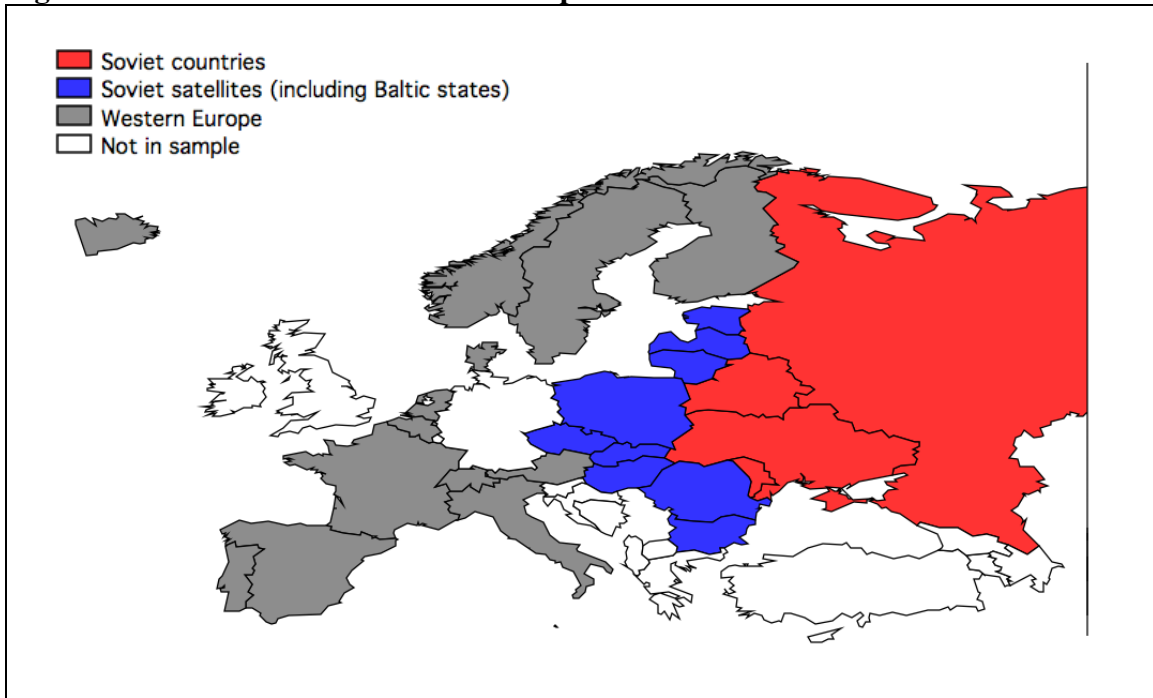 Soviet countries
Soviet satellites (including Baltic states)
Western Europe
Not in sample